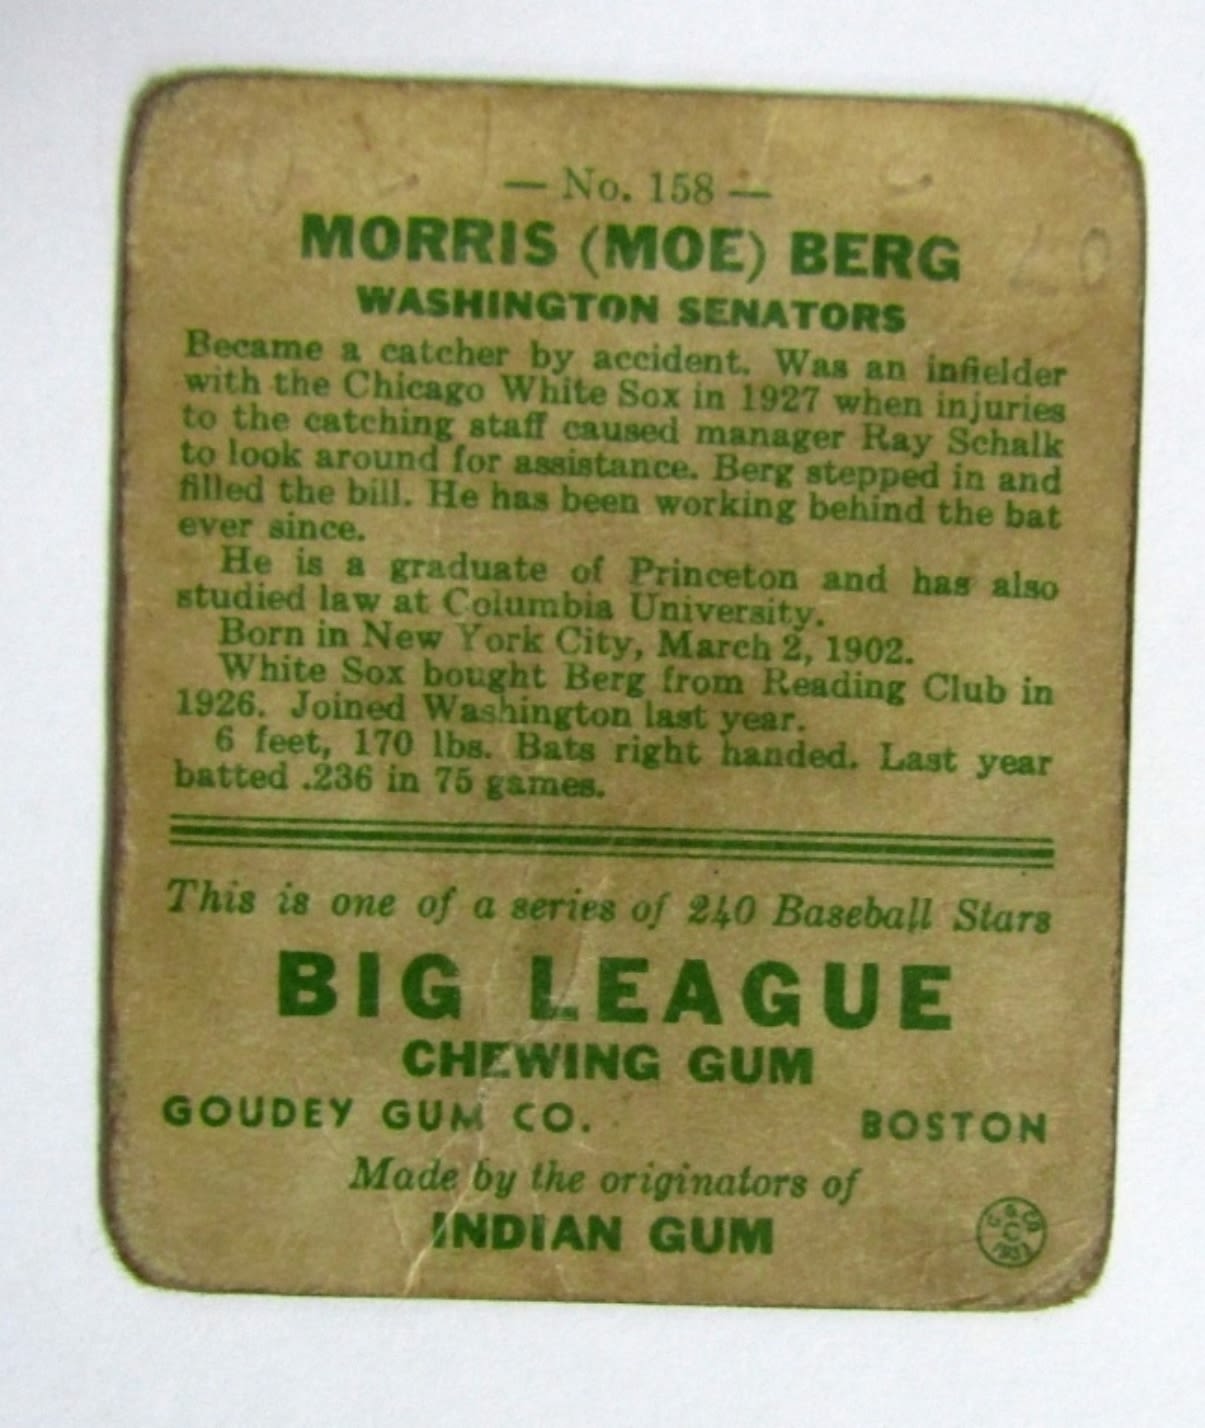 — No. 158 —
MORRIS (MOE) BERG
WASHINGTON SENATORS
Became a catcher by accident. Was an infielder
with the Chicago White Sox in 1927 when injuries
to the catching staff caused manager Ray Schalk
to look around for assistance. Berg stepped in and
filled the bill. He has been working behind the bat
ever since.
He is a graduate of Princeton and has also
studied law at Columbia University.
Born in New York City, March 2, 1902.
White Sox bought Berg from Reading Club in
1926. Joined Washington last year.
6 feet, 170 lbs. Bats right handed. Last year
batted .236 in 75 games.
This is one of a series of 240 Baseball Stars
BIG LEAGUE
CHEWING GUM
GOUDEY GUM CO. BOSTON
Made by the originators of
INDIAN GUM